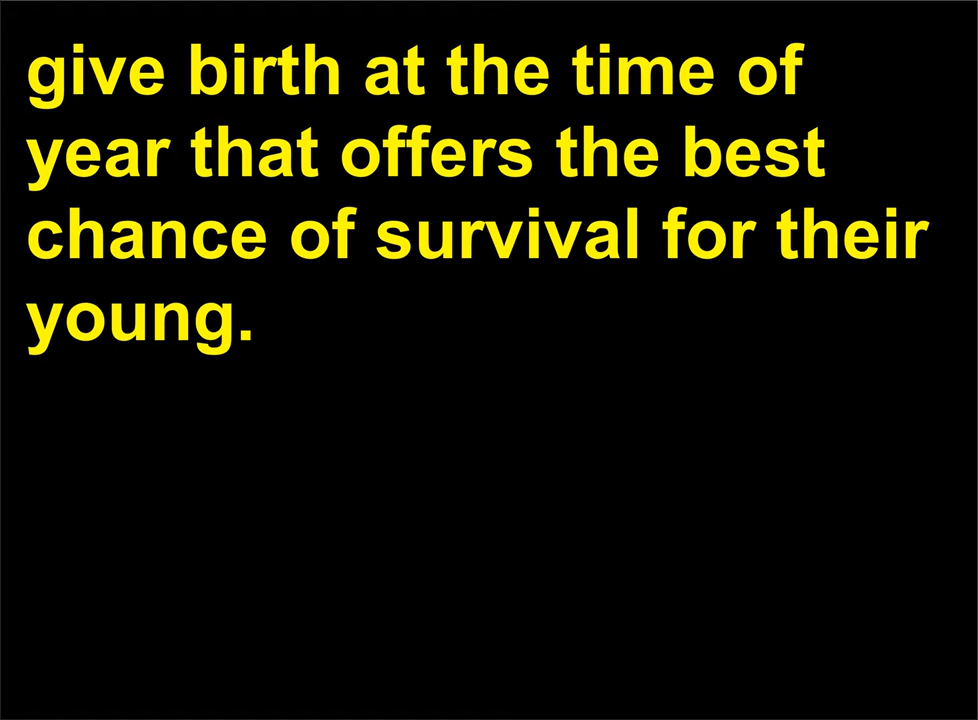 give birth at the time of
year that offers the best
chance of survival for their
young.